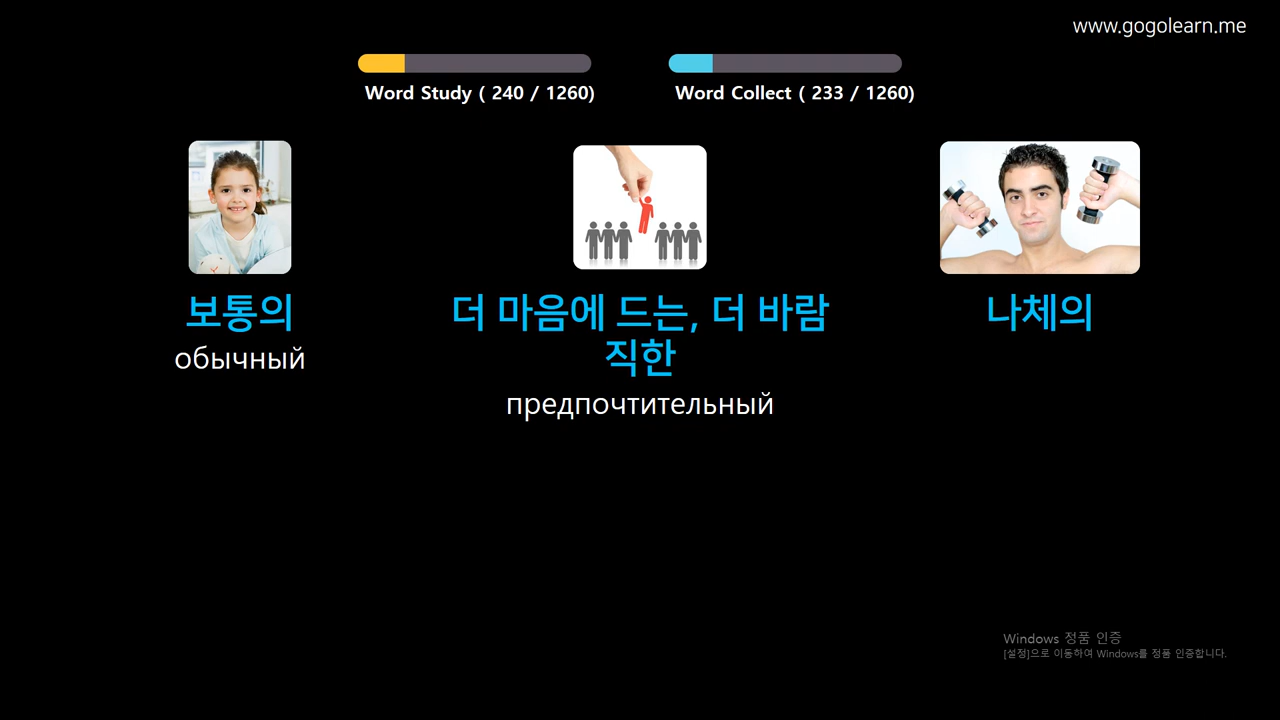 www.gogolearn.me
Word Study ( 240 / 1260)
Word Collect ( 233 / 1260)
보통의
обычный
더 마음에 드는, 더 바람
직한
предпочтительный
나체의
Windows 정품 인증
[설정]으로 이동하여 Windows를 정품 인증합니다.